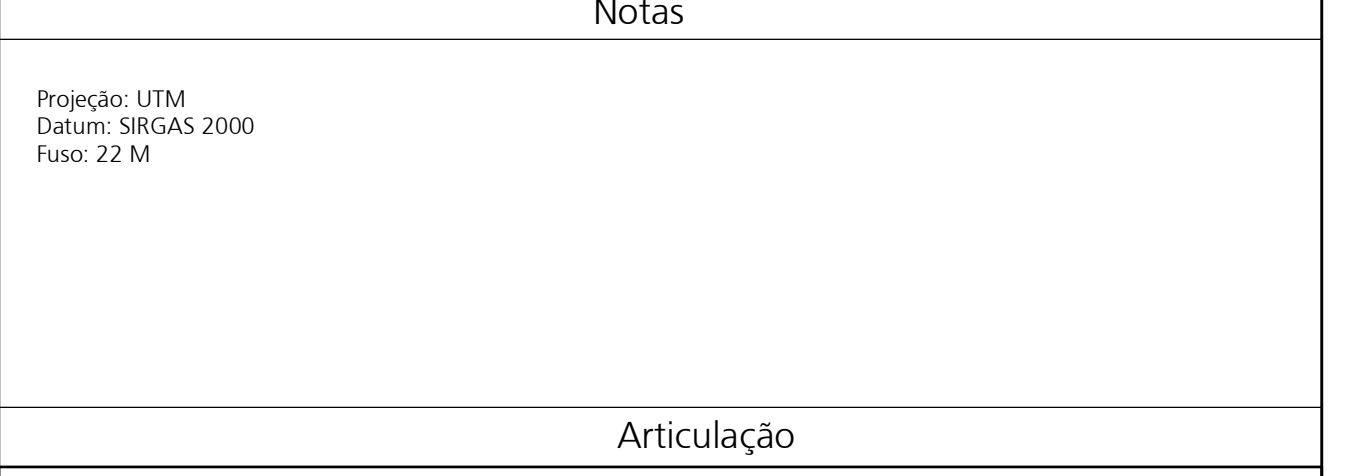 Notas
Projeção: UTM
Datum: SIRGAS 2000
Fuso: 22 M
Articulação